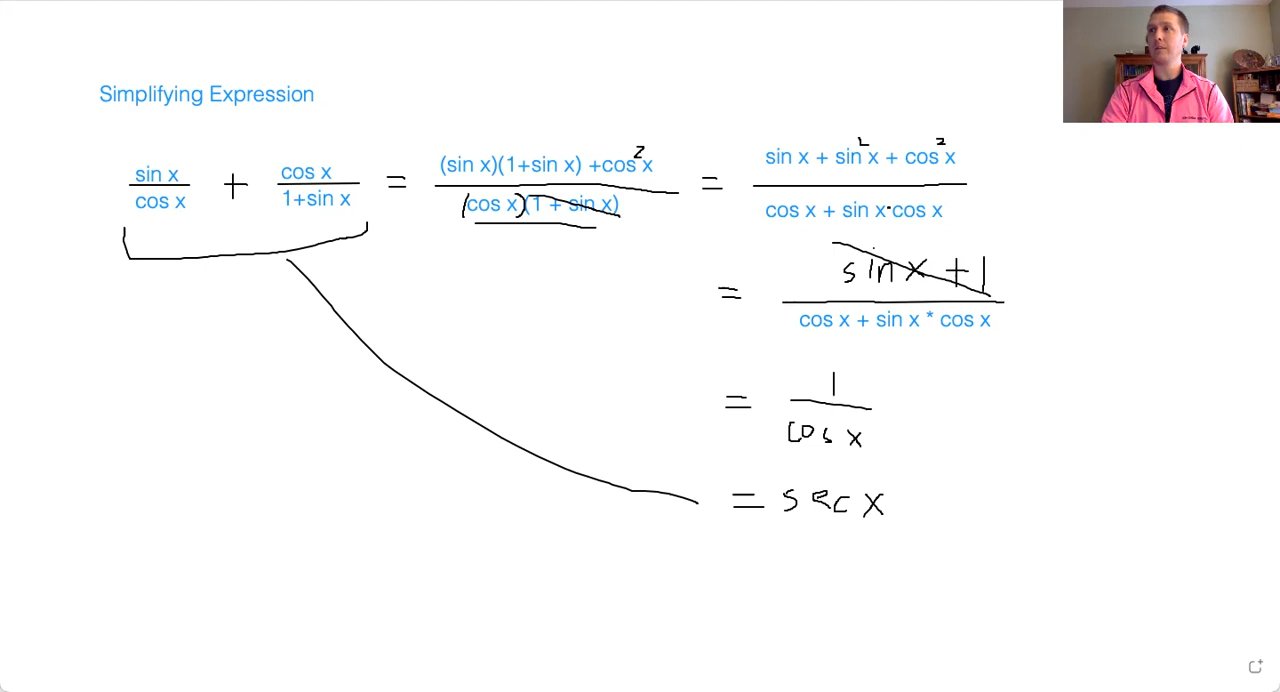 Simplifying Expression
sin x/cos x + cos x/1+sin x = (sin x)(1+sin x) +cos²x/(cos x)(1 + sin x) = sin x + sin²x + cos²x/cos x + sin x·cos x
= sin x + 1/cos x + sin x * cos x
= 1/cos x
= sec x